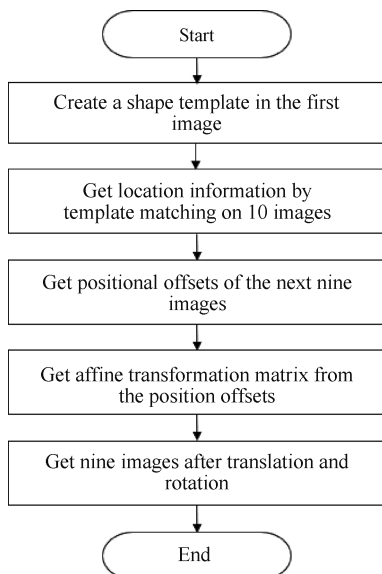 Start
Create a shape template in the first
image
Get location information by
template matching on 10 images
Get positional offsets of the next nine
images
Get affine transformation matrix from
the position offsets
Get nine images after translation and
rotation
End